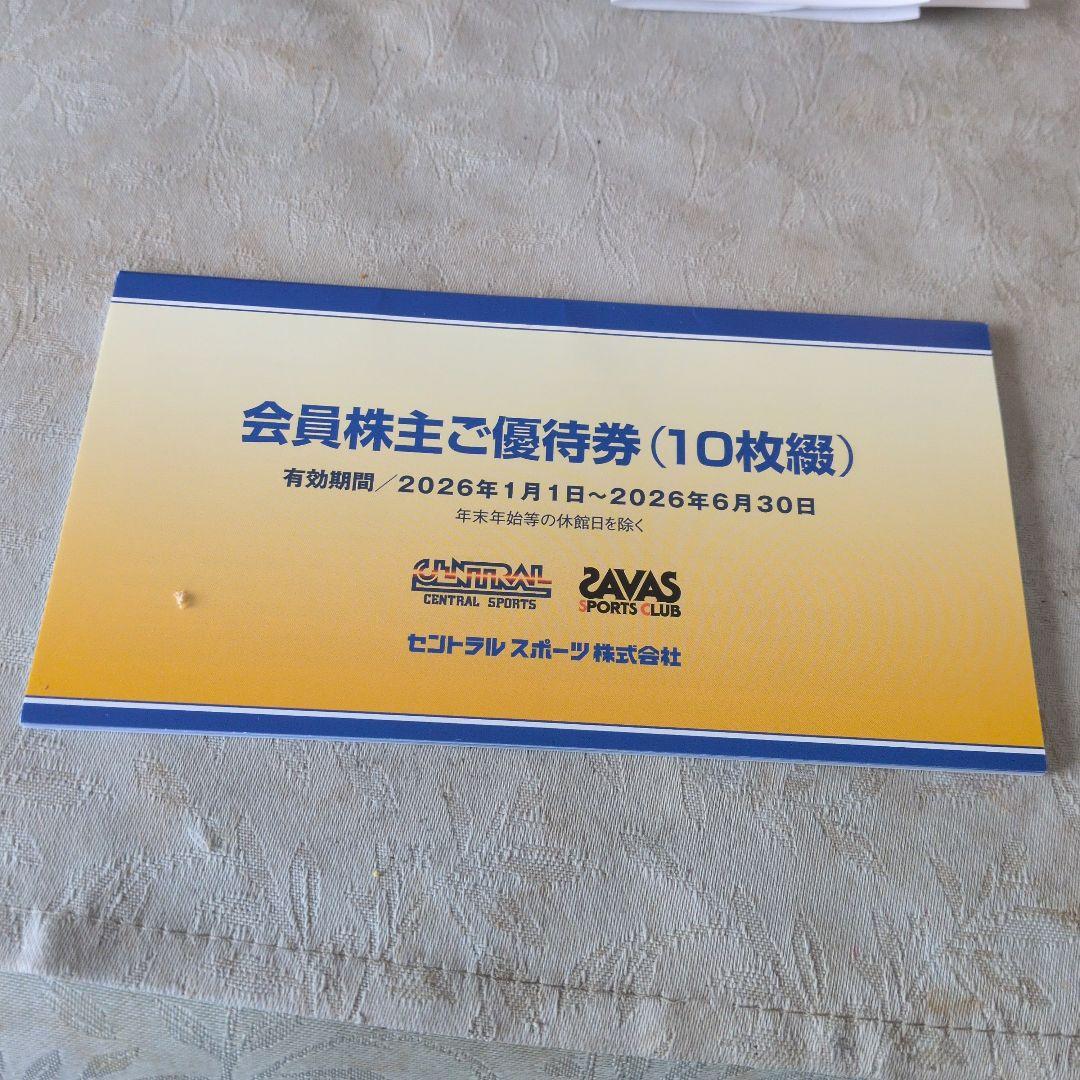 会員株主ご優待券（10枚綴）
有効期間／2026年1月1日～2026年6月30日
年末年始等の休館日を除く
CENTRAL
CENTRAL SPORTS
SAVAS
SPORTS CLUB
セントラルスポーツ株式会社